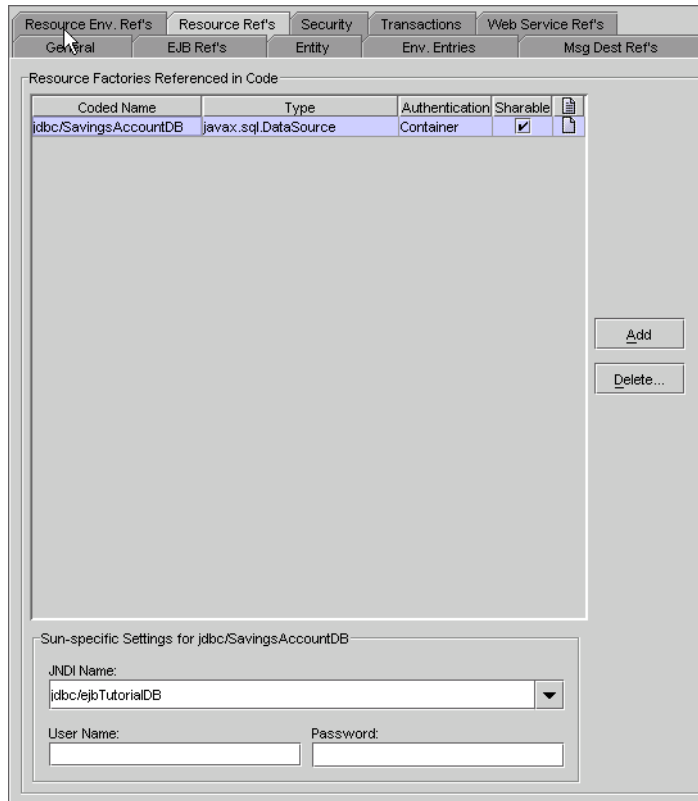 Resource Env. Ref's Resource Ref's Security Transactions Web Service Ref's
General EJB Ref's Entity Env. Entries Msg Dest Ref's
Resource Factories Referenced in Code
Coded Name Type Authentication Sharable
jdbc/SavingsAccountDB javax.sql.DataSource Container
Add
Delete...
Sun-specific Settings for jdbc/SavingsAccountDB
JNDI Name:
jdbc/ejbTutorialDB
User Name: Password: